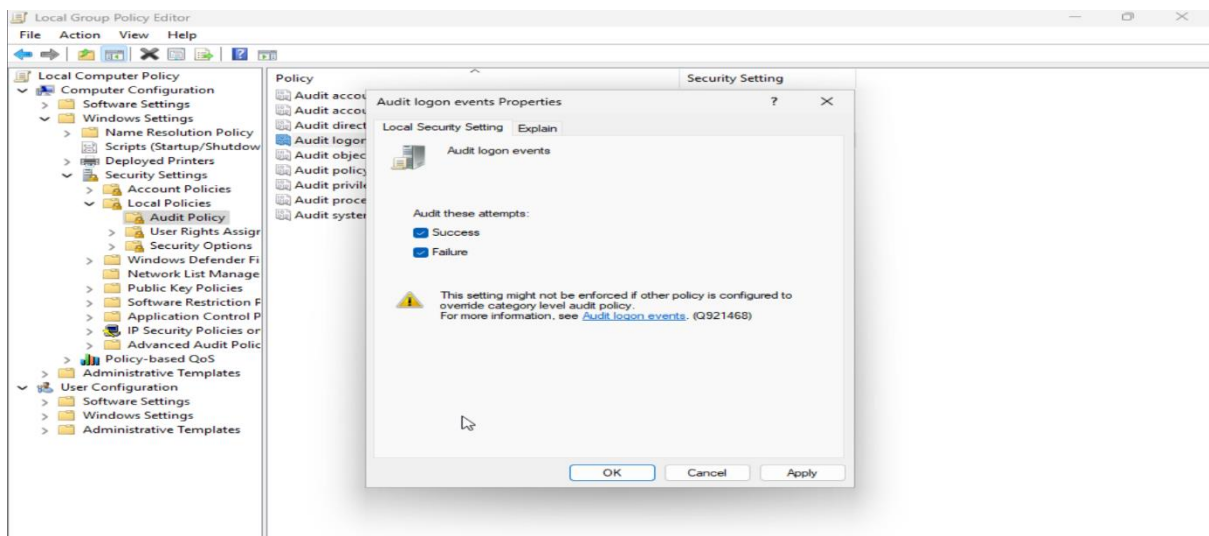 Local Group Policy Editor
File Action View Help
Local Computer Policy
Computer Configuration
Software Settings
Windows Settings
Name Resolution Policy
Scripts (Startup/Shutdow
Deployed Printers
Security Settings
Account Policies
Local Policies
Audit Policy
User Rights Assigr
Security Options
Windows Defender Fi
Network List Manage
Public Key Policies
Software Restriction P
Application Control P
IP Security Policies or
Advanced Audit Polic
Policy-based QoS
Administrative Templates
User Configuration
Software Settings
Windows Settings
Administrative Templates
Policy Security Setting
Audit accou
Audit accou
Audit direct
Audit logor
Audit objec
Audit policy
Audit privile
Audit proce
Audit syster
Audit logon events Properties ? 
Local Security Setting Explain
Audit logon events
Audit these attempts:
Success
Failure
This setting might not be enforced if other policy is configured to
override category level audit policy.
For more information, see Audit logon events. (Q921468)
OK Cancel Apply